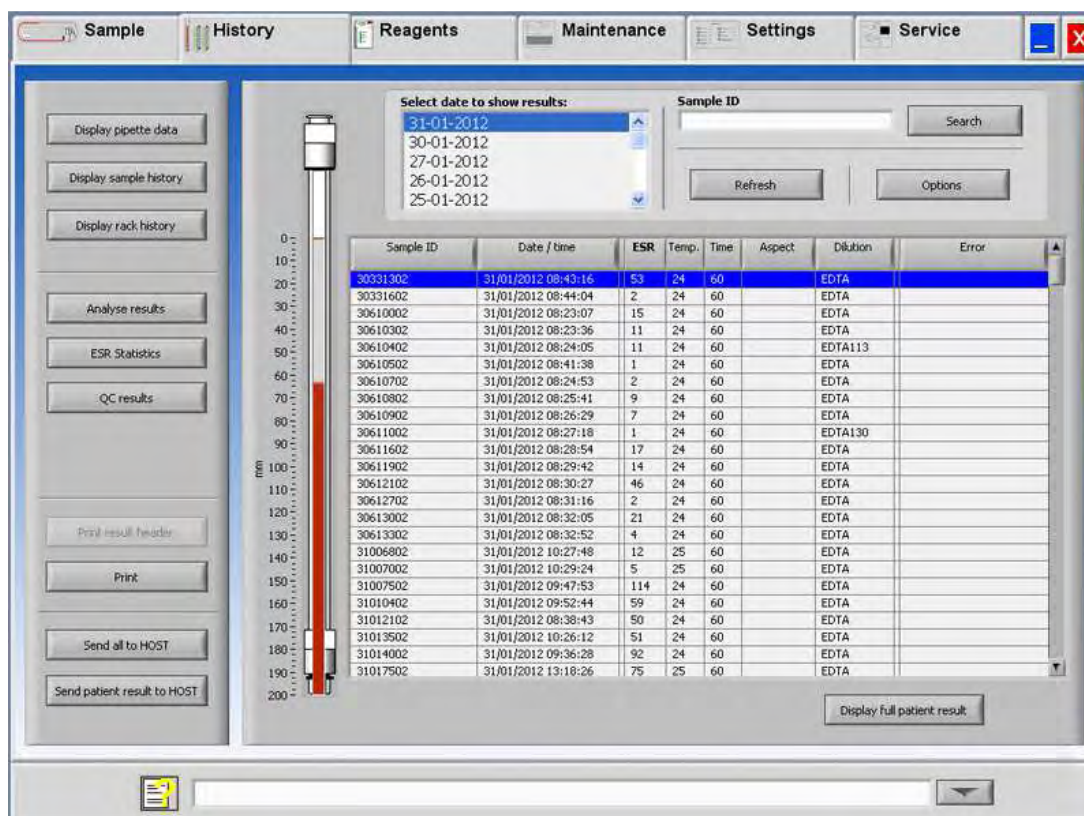 Sample History Reagents Maintenance Settings Service
Display pipette data
Display sample history
Display rack history
Analyse results
ESR Statistics
QC results
Print result header
Print
Send all to HOST
Send patient result to HOST
mm
0
10
20
30
40
50
60
70
80
90
100
110
120
130
140
150
160
170
180
190
200
Select date to show results:
31-01-2012
30-01-2012
27-01-2012
26-01-2012
25-01-2012
Sample ID
Search
Refresh Options
Sample ID Date / time ESR Temp. Time Aspect Dilution Error
30331302 31/01/2012 08:43:16 53 24 60 EDTA
30331602 31/01/2012 08:44:04 2 24 60 EDTA
30610002 31/01/2012 08:23:07 15 24 60 EDTA
30610302 31/01/2012 08:23:36 11 24 60 EDTA
30610402 31/01/2012 08:24:05 11 24 60 EDTA113
30610502 31/01/2012 08:41:38 1 24 60 EDTA
30610702 31/01/2012 08:24:53 2 24 60 EDTA
30610802 31/01/2012 08:25:41 9 24 60 EDTA
30610902 31/01/2012 08:26:29 7 24 60 EDTA
30611002 31/01/2012 08:27:18 1 24 60 EDTA130
30611602 31/01/2012 08:28:54 17 24 60 EDTA
30611902 31/01/2012 08:29:42 14 24 60 EDTA
30612102 31/01/2012 08:30:27 46 24 60 EDTA
30612702 31/01/2012 08:31:16 2 24 60 EDTA
30613002 31/01/2012 08:32:05 21 24 60 EDTA
30613302 31/01/2012 08:32:52 4 24 60 EDTA
31006802 31/01/2012 10:27:48 12 25 60 EDTA
31007002 31/01/2012 10:29:24 5 25 60 EDTA
31007502 31/01/2012 09:47:53 114 24 60 EDTA
31010402 31/01/2012 09:52:44 59 24 60 EDTA
31012102 31/01/2012 08:38:43 50 24 60 EDTA
31013502 31/01/2012 10:26:12 51 24 60 EDTA
31014002 31/01/2012 09:36:28 92 24 60 EDTA
31017502 31/01/2012 13:18:26 75 25 60 EDTA
Display full patient result